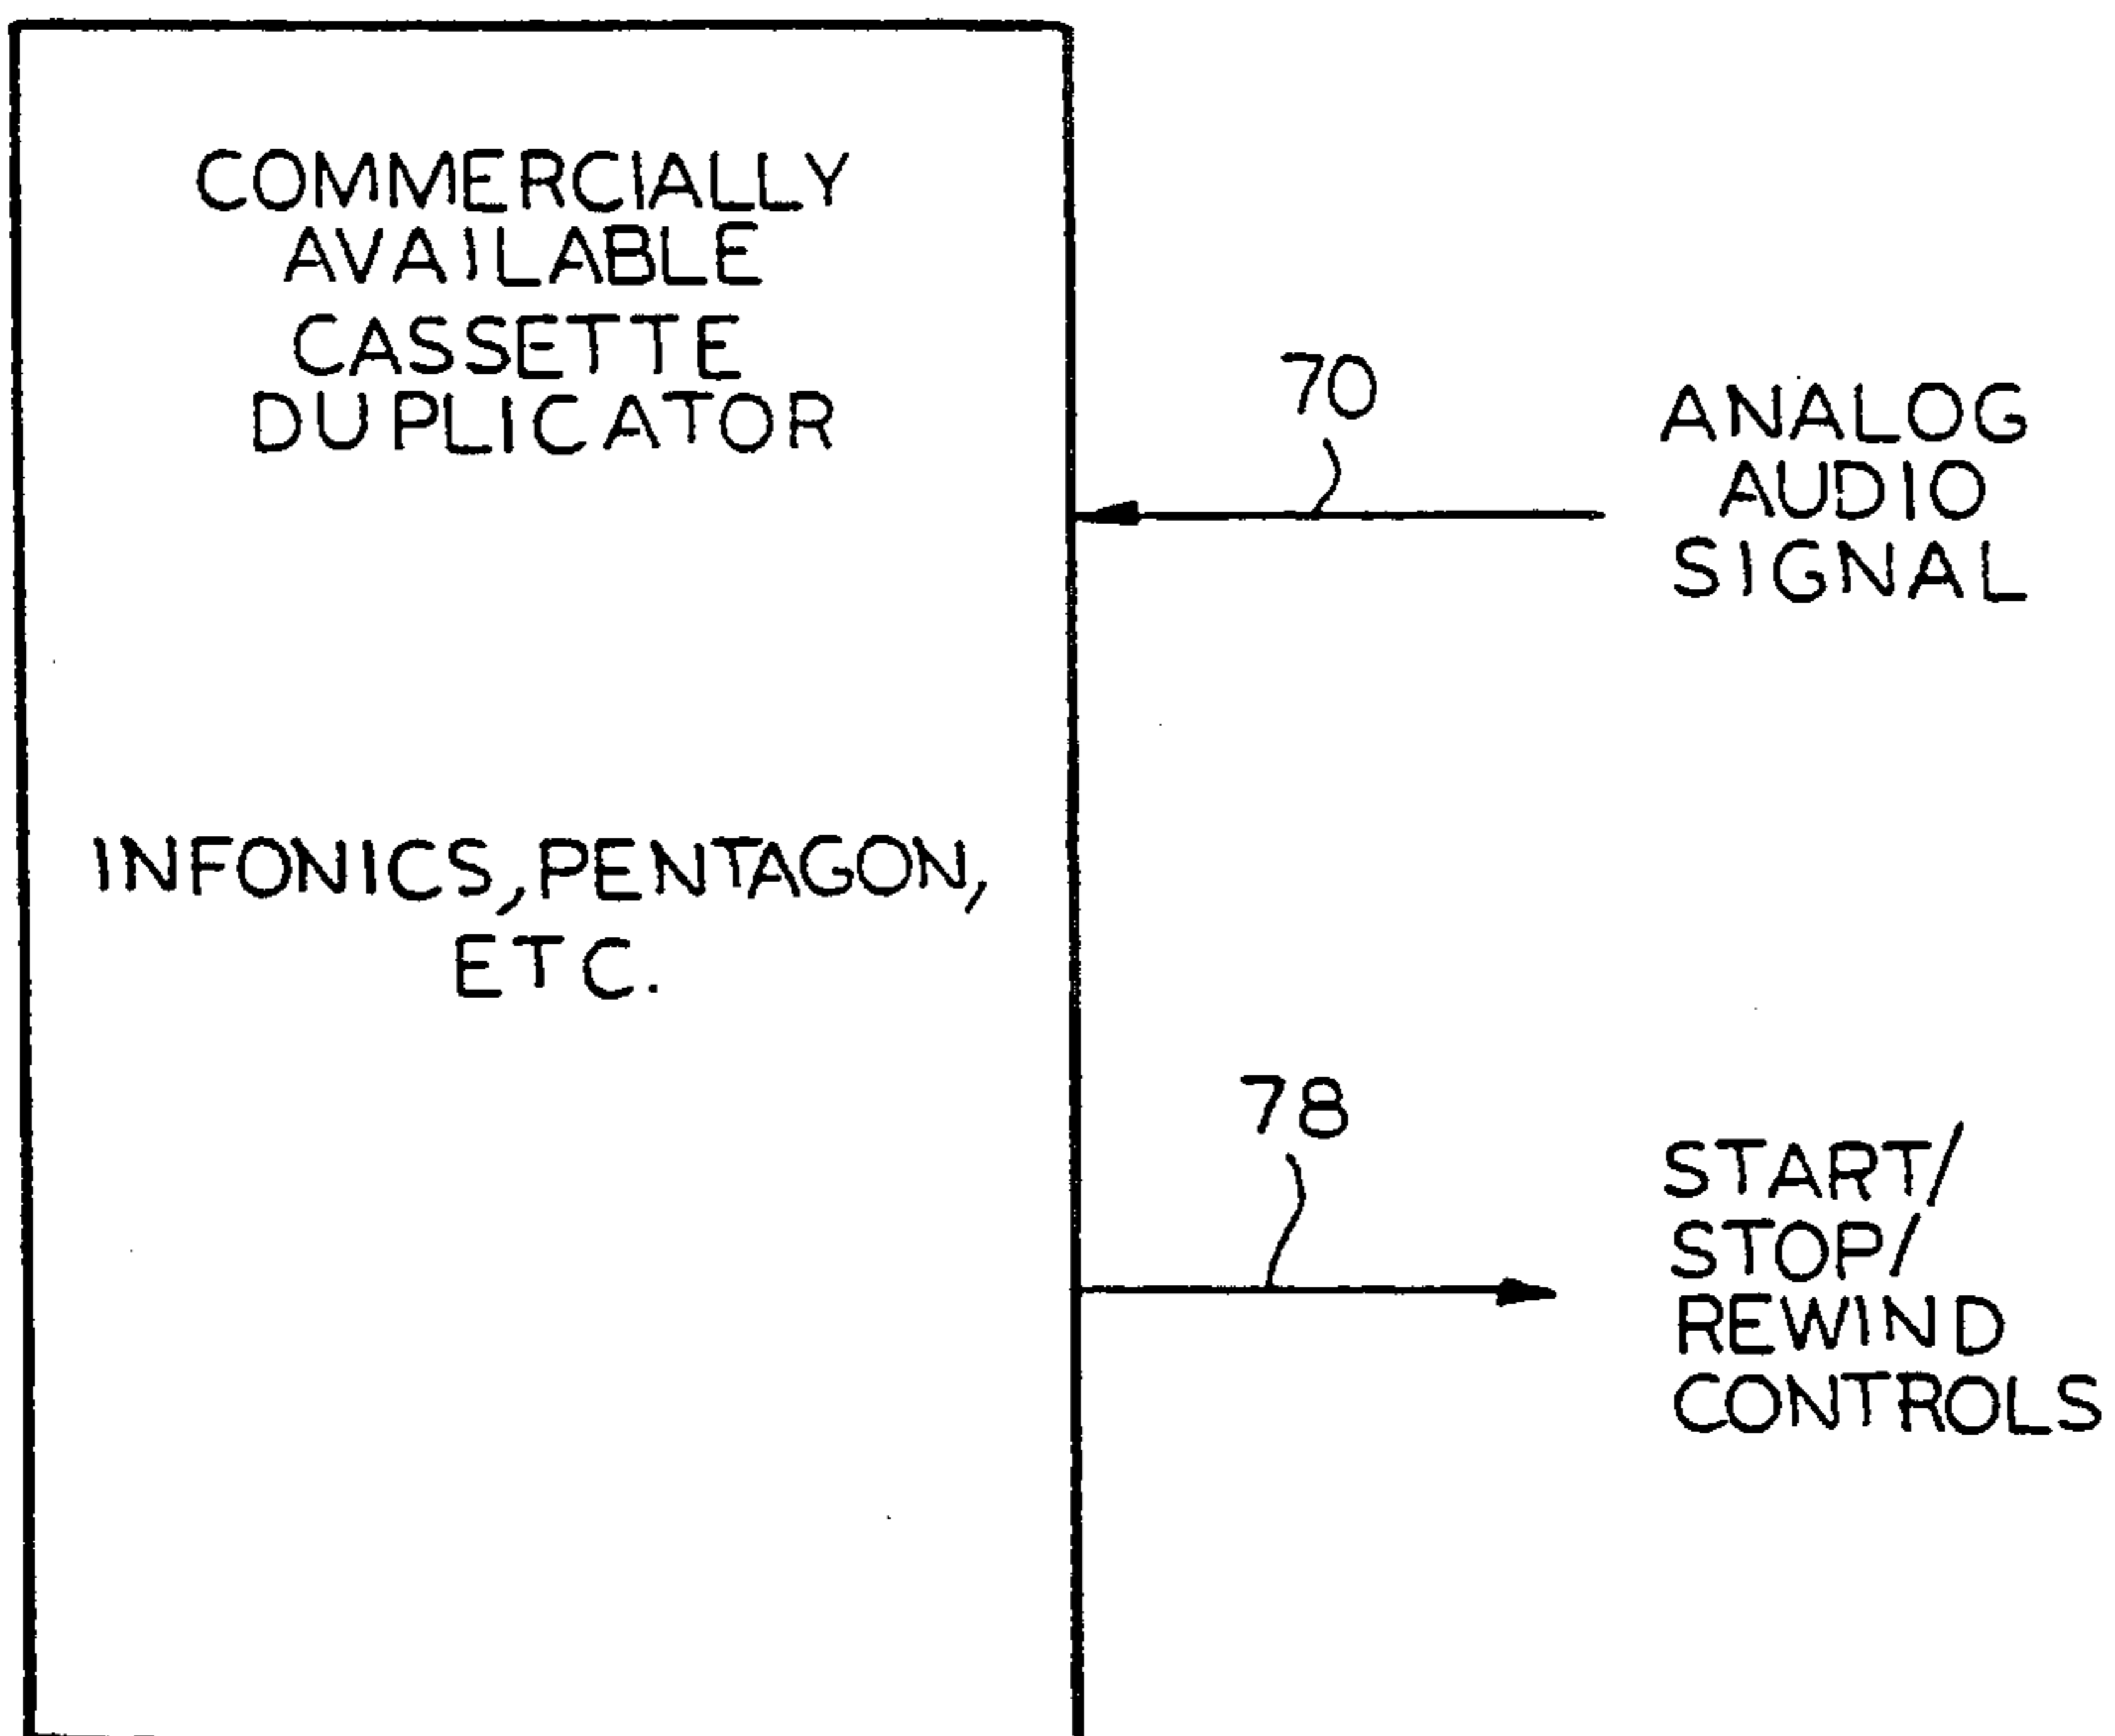 COMMERCIALLY
AVAILABLE
CASSETTE
DUPLICATOR
INFONICS, PENTAGON,
ETC.
70
ANALOG
AUDIO
SIGNAL
78
START/
STOP/
REWIND
CONTROLS